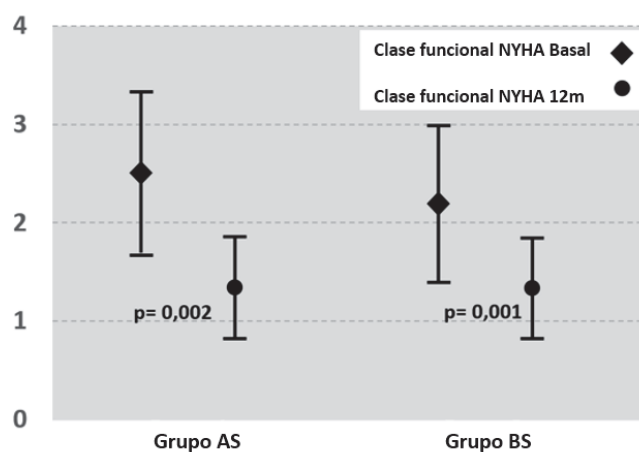 4
Clase funcional NYHA Basal
Clase funcional NYHA 12m
3
2
p= 0,002
p= 0,001
1
0
Grupo AS
Grupo BS